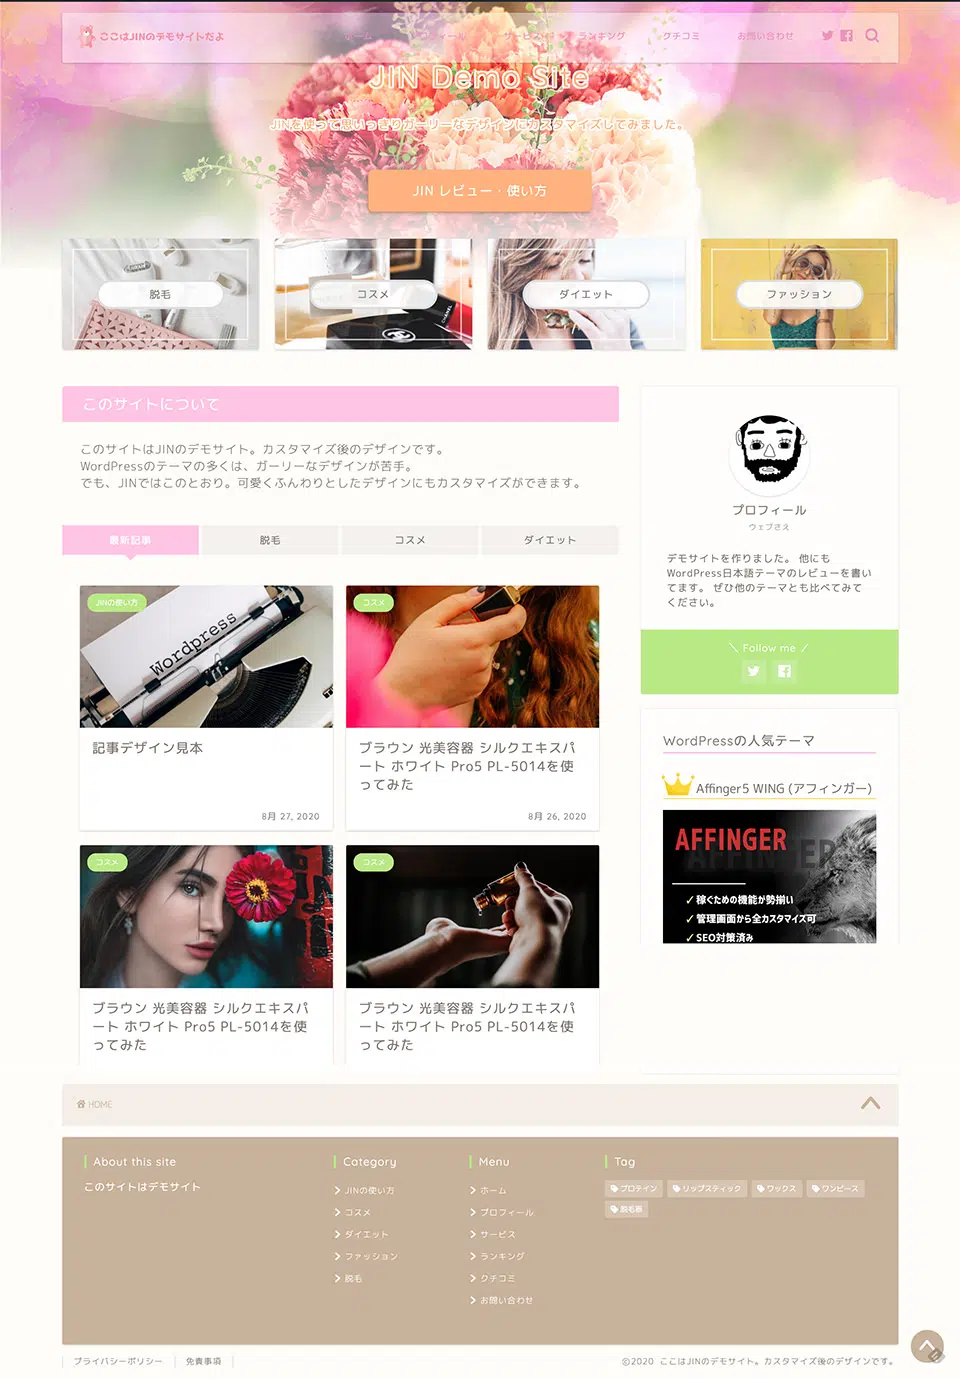 ここはJINのデモサイトだよ
ホーム
プロフィール
サービス
ランキング
クチコミ
お問い合わせ
JIN Demo Site
JINを使って思いっきりガーリーなデザインにカスタマイズしてみました。
JIN レビュー・使い方
脱毛
コスメ
ダイエット
ファッション
CHANEL
このサイトについて
このサイトはJINのデモサイト。カスタマイズ後のデザインです。
WordPressのテーマの多くは、ガーリーなデザインが苦手。
でも、JINではこのとおり。可愛くふんわりとしたデザインにもカスタマイズができます。
最新記事
脱毛
コスメ
ダイエット
JINの使い方
Wordpress
記事デザイン見本
8月 27, 2020
コスメ
ブラウン 光美容器 シルクエキスパ
ート ホワイト Pro5 PL-5014を使
ってみた
8月 26, 2020
コスメ
ブラウン 光美容器 シルクエキスパ
ート ホワイト Pro5 PL-5014を使
ってみた
コスメ
ブラウン 光美容器 シルクエキスパ
ート ホワイト Pro5 PL-5014を使
ってみた
プロフィール
ウェブさえ
デモサイトを作りました。 他にも
WordPress日本語テーマのレビューを書い
てます。 ぜひ他のテーマとも比べてみて
ください。
＼ Follow me ／
WordPressの人気テーマ
Affinger5 WING (アフィンガー)
AFFINGER
✓稼ぐための機能が勢揃い
✓管理画面から全カスタマイズ可
✓SEO対策済み
HOME
About this site
このサイトはデモサイト
Category
JINの使い方
コスメ
ダイエット
ファッション
脱毛
Menu
ホーム
プロフィール
サービス
ランキング
クチコミ
お問い合わせ
Tag
プロテイン
リップスティック
ワックス
ワンピース
脱毛器
プライバシーポリシー
免責事項
©2020 ここはJINのデモサイト。カスタマイズ後のデザインです。